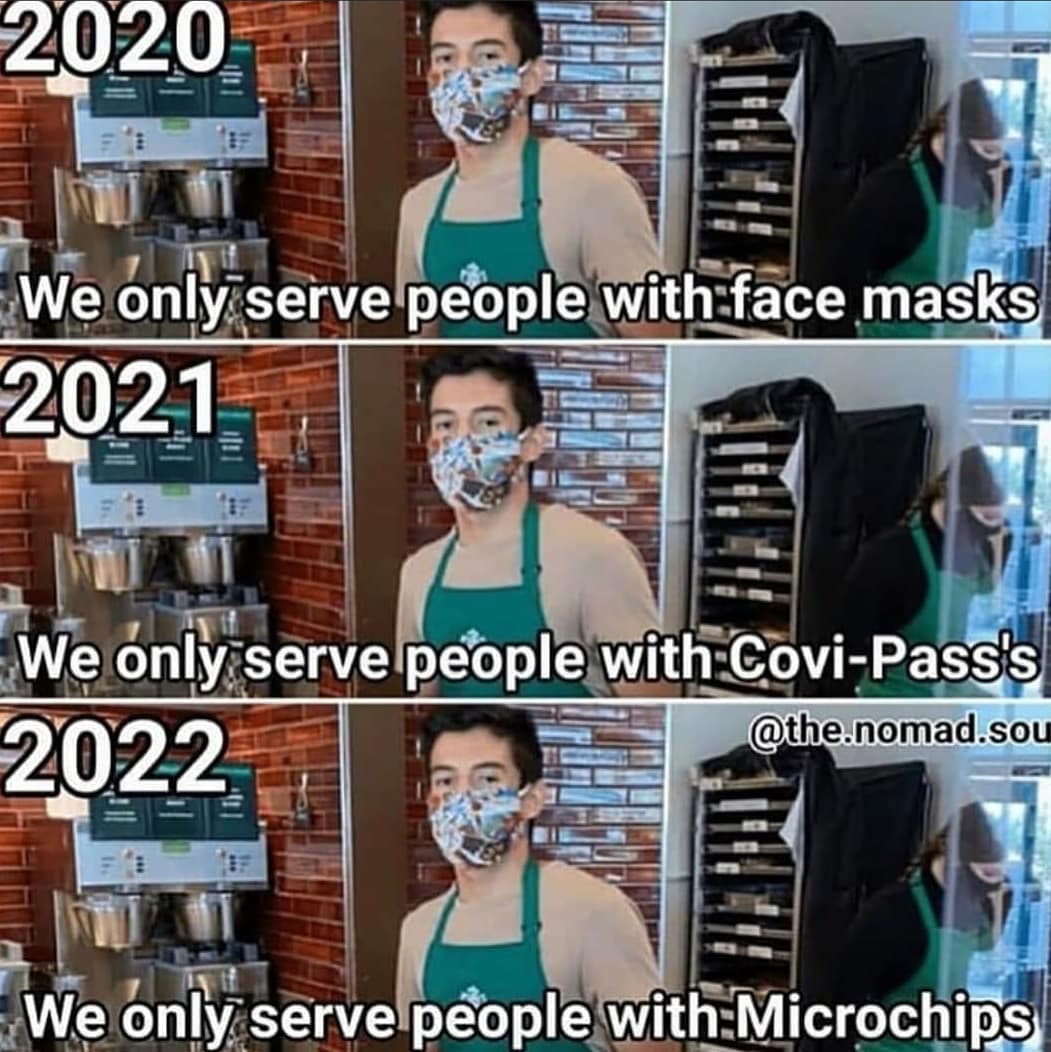 2020
We only serve people with face masks
2021
We only serve people with Covi-Pass's
2022
@the.nomad.sou
We only serve people with Microchips